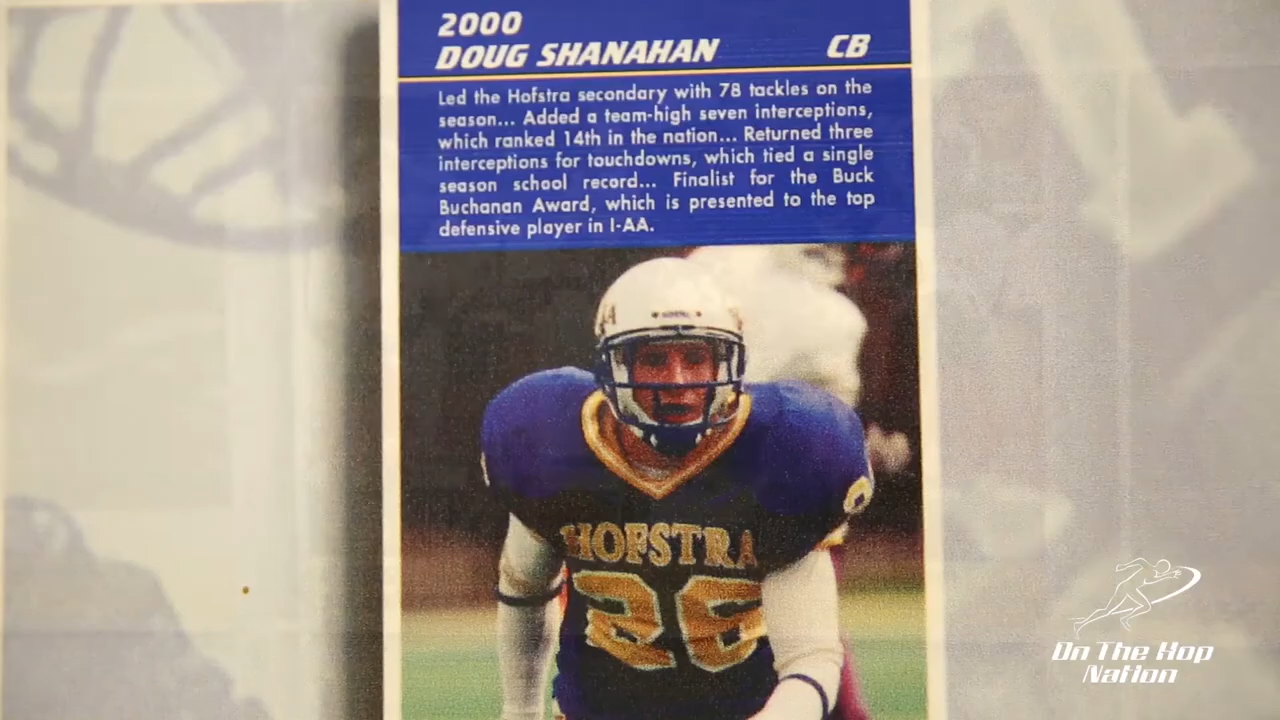 2000
DOUG SHANAHAN CB
Led the Hofstra secondary with 78 tackles on the
season... Added a team-high seven interceptions,
which ranked 14th in the nation... Returned three
interceptions for touchdowns, which tied a single
season school record... Finalist for the Buck
Buchanan Award, which is presented to the top
defensive player in I-AA.
HOFSTRA
26
On The Hop
Nation